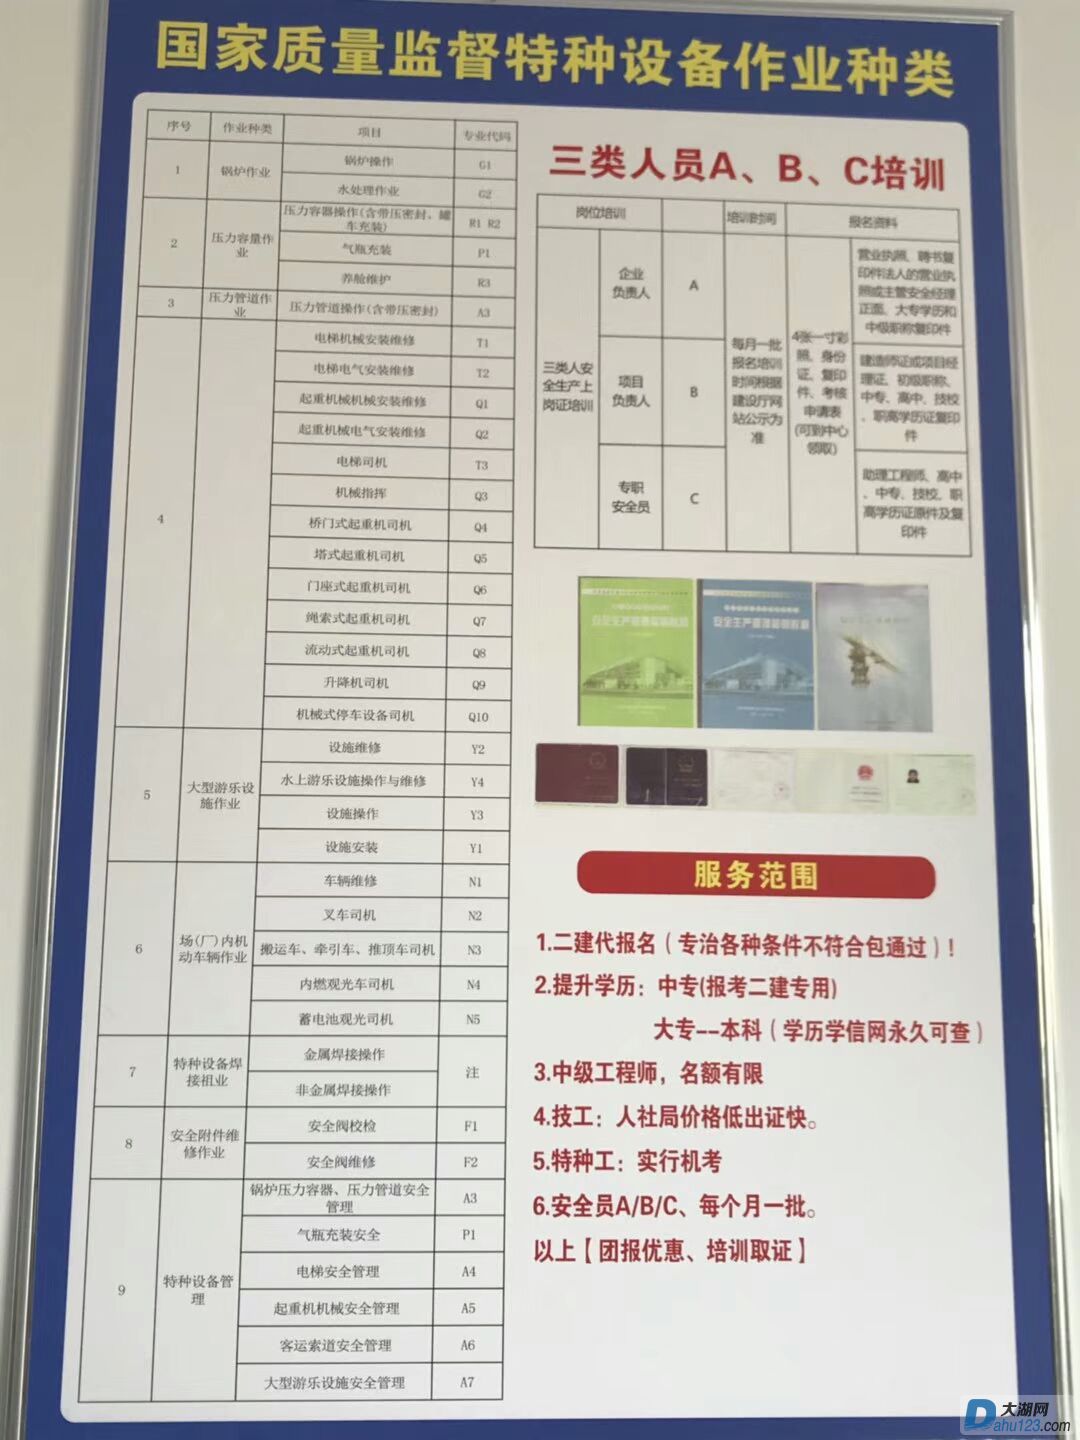 国家质量监督特种设备作业种类
序号 作业种类 项目 专业代码
1 锅炉作业 锅炉操作 G1
水处理作业 G2
2 压力容量作业 压力容器操作(含带压密封、罐车充装) R1 R2
气瓶充装 P1
养舱维护 R3
3 压力管道作业 压力管道操作(含带压密封) A3
4 电梯机械安装维修 T1
电梯电气安装维修 T2
起重机械机械安装维修 Q1
起重机械电气安装维修 Q2
电梯司机 T3
机械指挥 Q3
桥门式起重机司机 Q4
塔式起重机司机 Q5
门座式起重机司机 Q6
绳索式起重机司机 Q7
流动式起重机司机 Q8
升降机司机 Q9
机械式停车设备司机 Q10
5 大型游乐设施作业 设施维修 Y2
水上游乐设施操作与维修 Y4
设施操作 Y3
设施安装 Y1
6 场(厂)内机动车辆作业 车辆维修 N1
叉车司机 N2
搬运车、牵引车、推顶车司机 N3
内燃观光车司机 N4
蓄电池观光司机 N5
7 特种设备焊接祖业 金属焊接操作 注
非金属焊接操作
8 安全附件维修作业 安全阀校检 F1
安全阀维修 F2
9 特种设备管理 锅炉压力容器、压力管道安全管理 A3
气瓶充装安全 P1
电梯安全管理 A4
起重机机械安全管理 A5
客运索道安全管理 A6
大型游乐设施安全管理 A7
三类人员A、B、C培训
岗位培训 培训时间 报名资料
三类人安全生产上岗证培训
企业负责人 A
项目负责人 B
专职安全员 C
每月一批报名培训时间根据建设厅网站公示为准
4张一寸彩照、身份证、复印件、考核申请表(可到中心领取)
营业执照、聘书复印件法人的营业执照或主管安全经理正面、大专学历和中级职称复印件
建造师证或项目经理证、初级职称、中专、高中、技校、职高学历证复印件
助理工程师、高中、中专、技校、职高学历证原件及复印件
服务范围
1.二建代报名（专治各种条件不符合包通过）！
2.提升学历：中专(报考二建专用)
大专--本科（学历学信网永久可查）
3.中级工程师，名额有限
4.技工：人社局价格低出证快。
5.特种工：实行机考
6.安全员A/B/C、每个月一批。
以上【团报优惠、培训取证】
大湖网
Dahu123.com